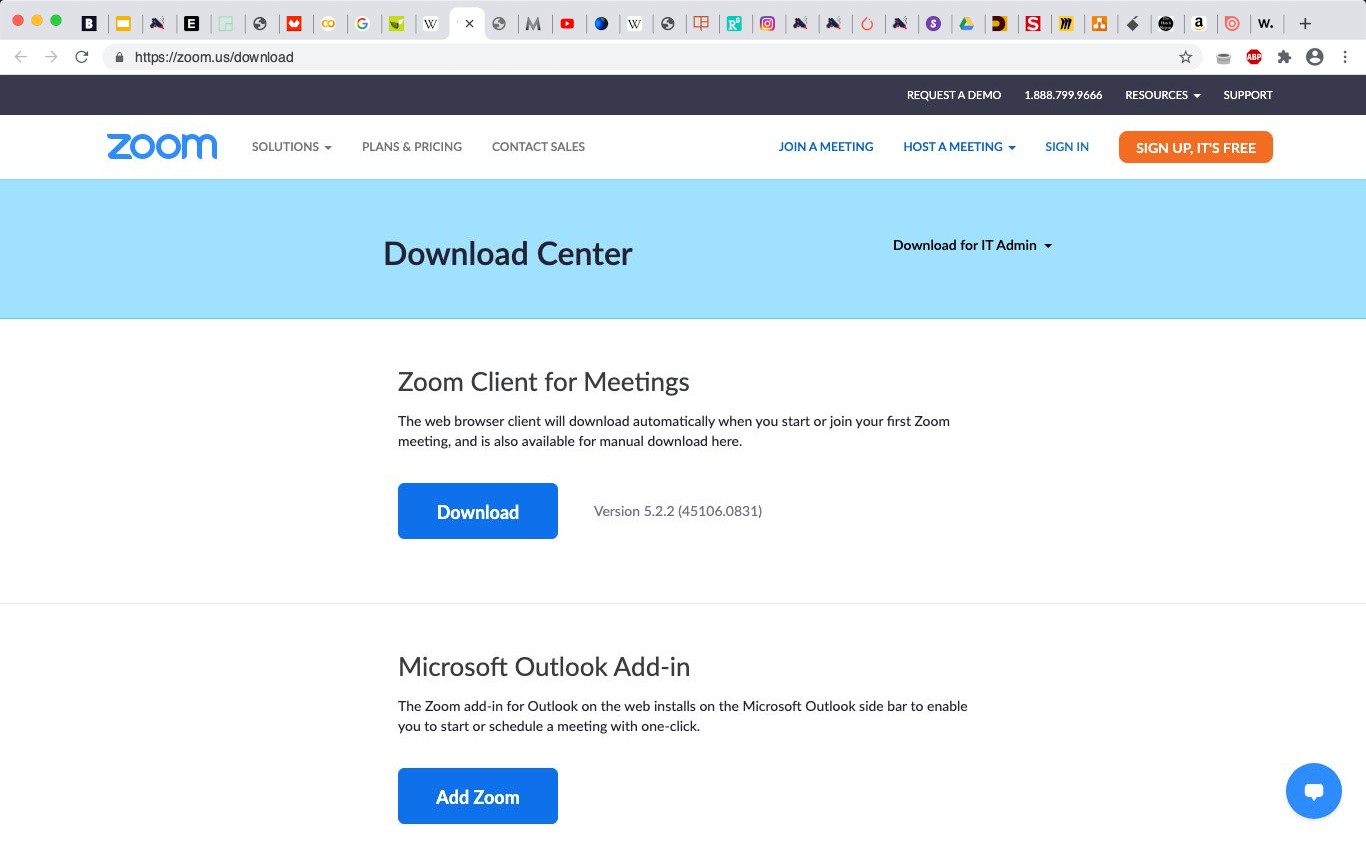 https://zoom.us/download
REQUEST A DEMO
1.888.799.9666
RESOURCES
SUPPORT
zoom
SOLUTIONS
PLANS & PRICING
CONTACT SALES
JOIN A MEETING
HOST A MEETING
SIGN IN
SIGN UP, IT'S FREE
Download Center
Download for IT Admin
Zoom Client for Meetings
The web browser client will download automatically when you start or join your first Zoom
meeting, and is also available for manual download here.
Download
Version 5.2.2 (45106.0831)
Microsoft Outlook Add-in
The Zoom add-in for Outlook on the web installs on the Microsoft Outlook side bar to enable
you to start or schedule a meeting with one-click.
Add Zoom